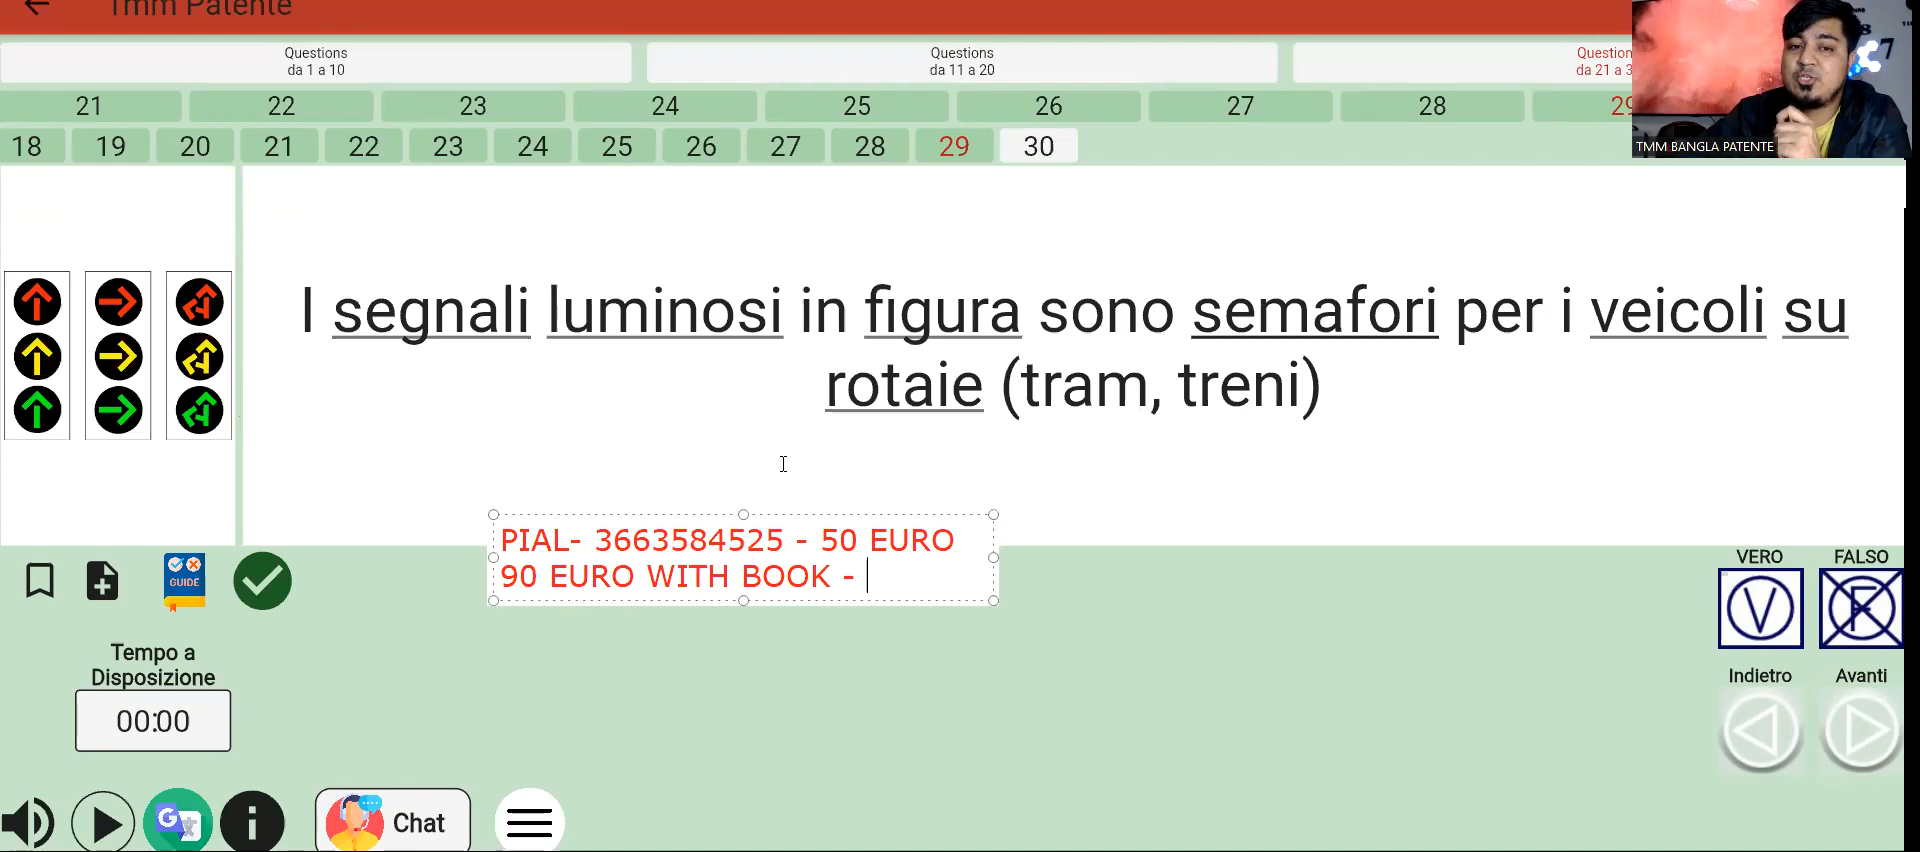 Tmm Patente
Questions
da 1 a 10
Questions
da 11 a 20
da 21 a 3
21 22 23 24 25 26 27 28 29
18 19 20 21 22 23 24 25 26 27 28 29 30
TMM BANGLA PATENTE
I segnali luminosi in figura sono semafori per i veicoli su
rotaie (tram, treni)
PIAL- 3663584525 - 50 EURO
90 EURO WITH BOOK -
GUIDE
VERO FALSO
V F
Tempo a
Disposizione
00:00
Indietro Avanti
G
i
Chat